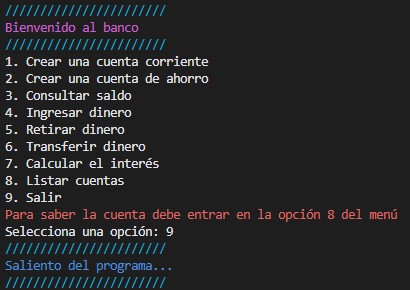 ///////////////////////
Bienvenido al banco
///////////////////////
1. Crear una cuenta corriente
2. Crear una cuenta de ahorro
3. Consultar saldo
4. Ingresar dinero
5. Retirar dinero
6. Transferir dinero
7. Calcular el interés
8. Listar cuentas
9. Salir
Para saber la cuenta debe entrar en la opción 8 del menú
Selecciona una opción: 9
///////////////////////
Saliento del programa...
///////////////////////